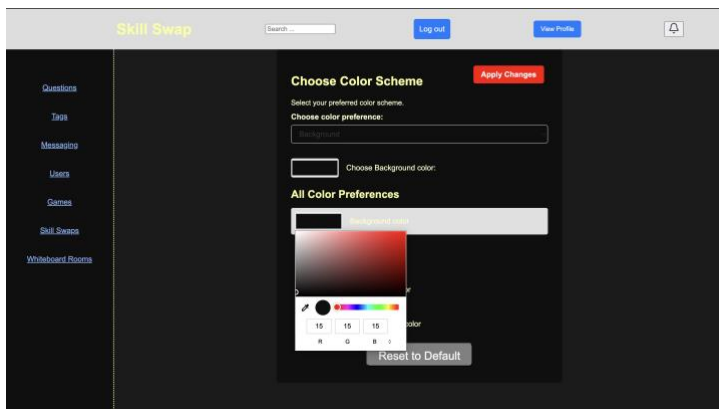 Skill Swap
Search ...
Log out
View Profile
Questions
Tags
Messaging
Users
Games
Skill Swaps
Whiteboard Rooms
Choose Color Scheme
Apply Changes
Select your preferred color scheme.
Choose color preference:
Background
Choose Background color:
All Color Preferences
Background color
color
15 15 15
R G B
Reset to Default